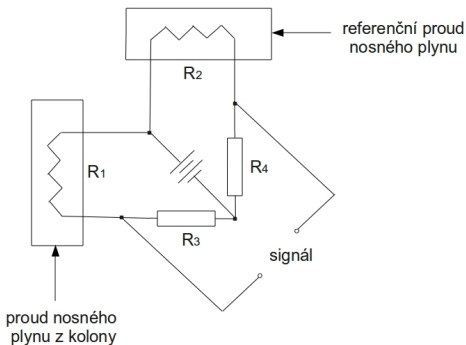 referenční proud
nosného plynu
R2
R1
R4
R3
signál
proud nosného
plynu z kolony